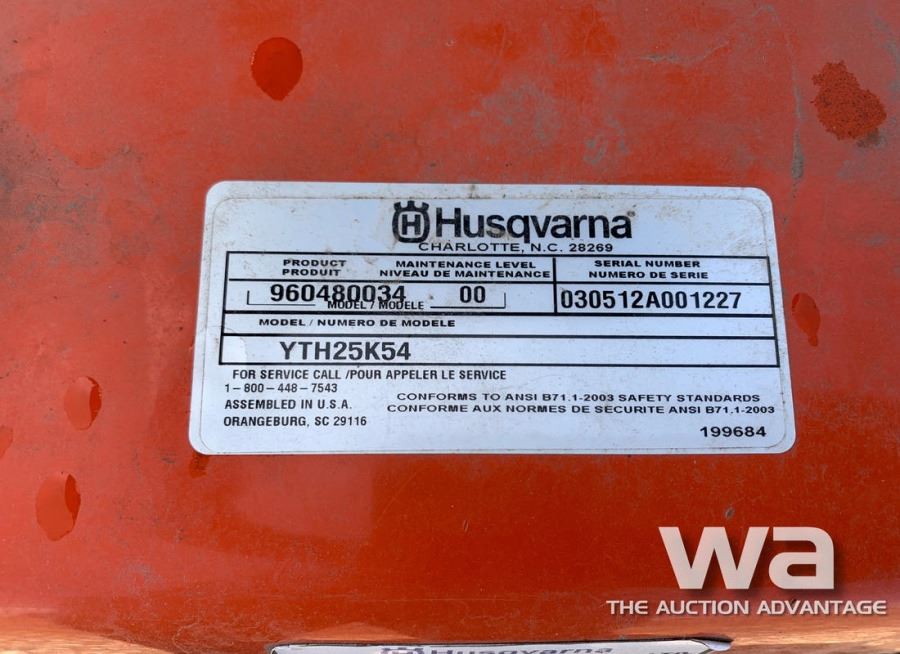 Husqvarna
CHARLOTTE, N.C. 28269
PRODUCT MAINTENANCE LEVEL SERIAL NUMBER
PRODUIT NIVEAU DE MAINTENANCE NUMERO DE SERIE
960480034 00 030512A001227
MODEL / MODELE
MODEL / NUMERO DE MODELE
YTH25K54
FOR SERVICE CALL /POUR APPELER LE SERVICE
1-800-448-7543
ASSEMBLED IN U.S.A.
ORANGEBURG, SC 29116
CONFORMS TO ANSI B71.1-2003 SAFETY STANDARDS
CONFORME AUX NORMES DE SÉCURITÉ ANSI B71.1-2003
199684
wa
THE AUCTION ADVANTAGE
Husqvarna